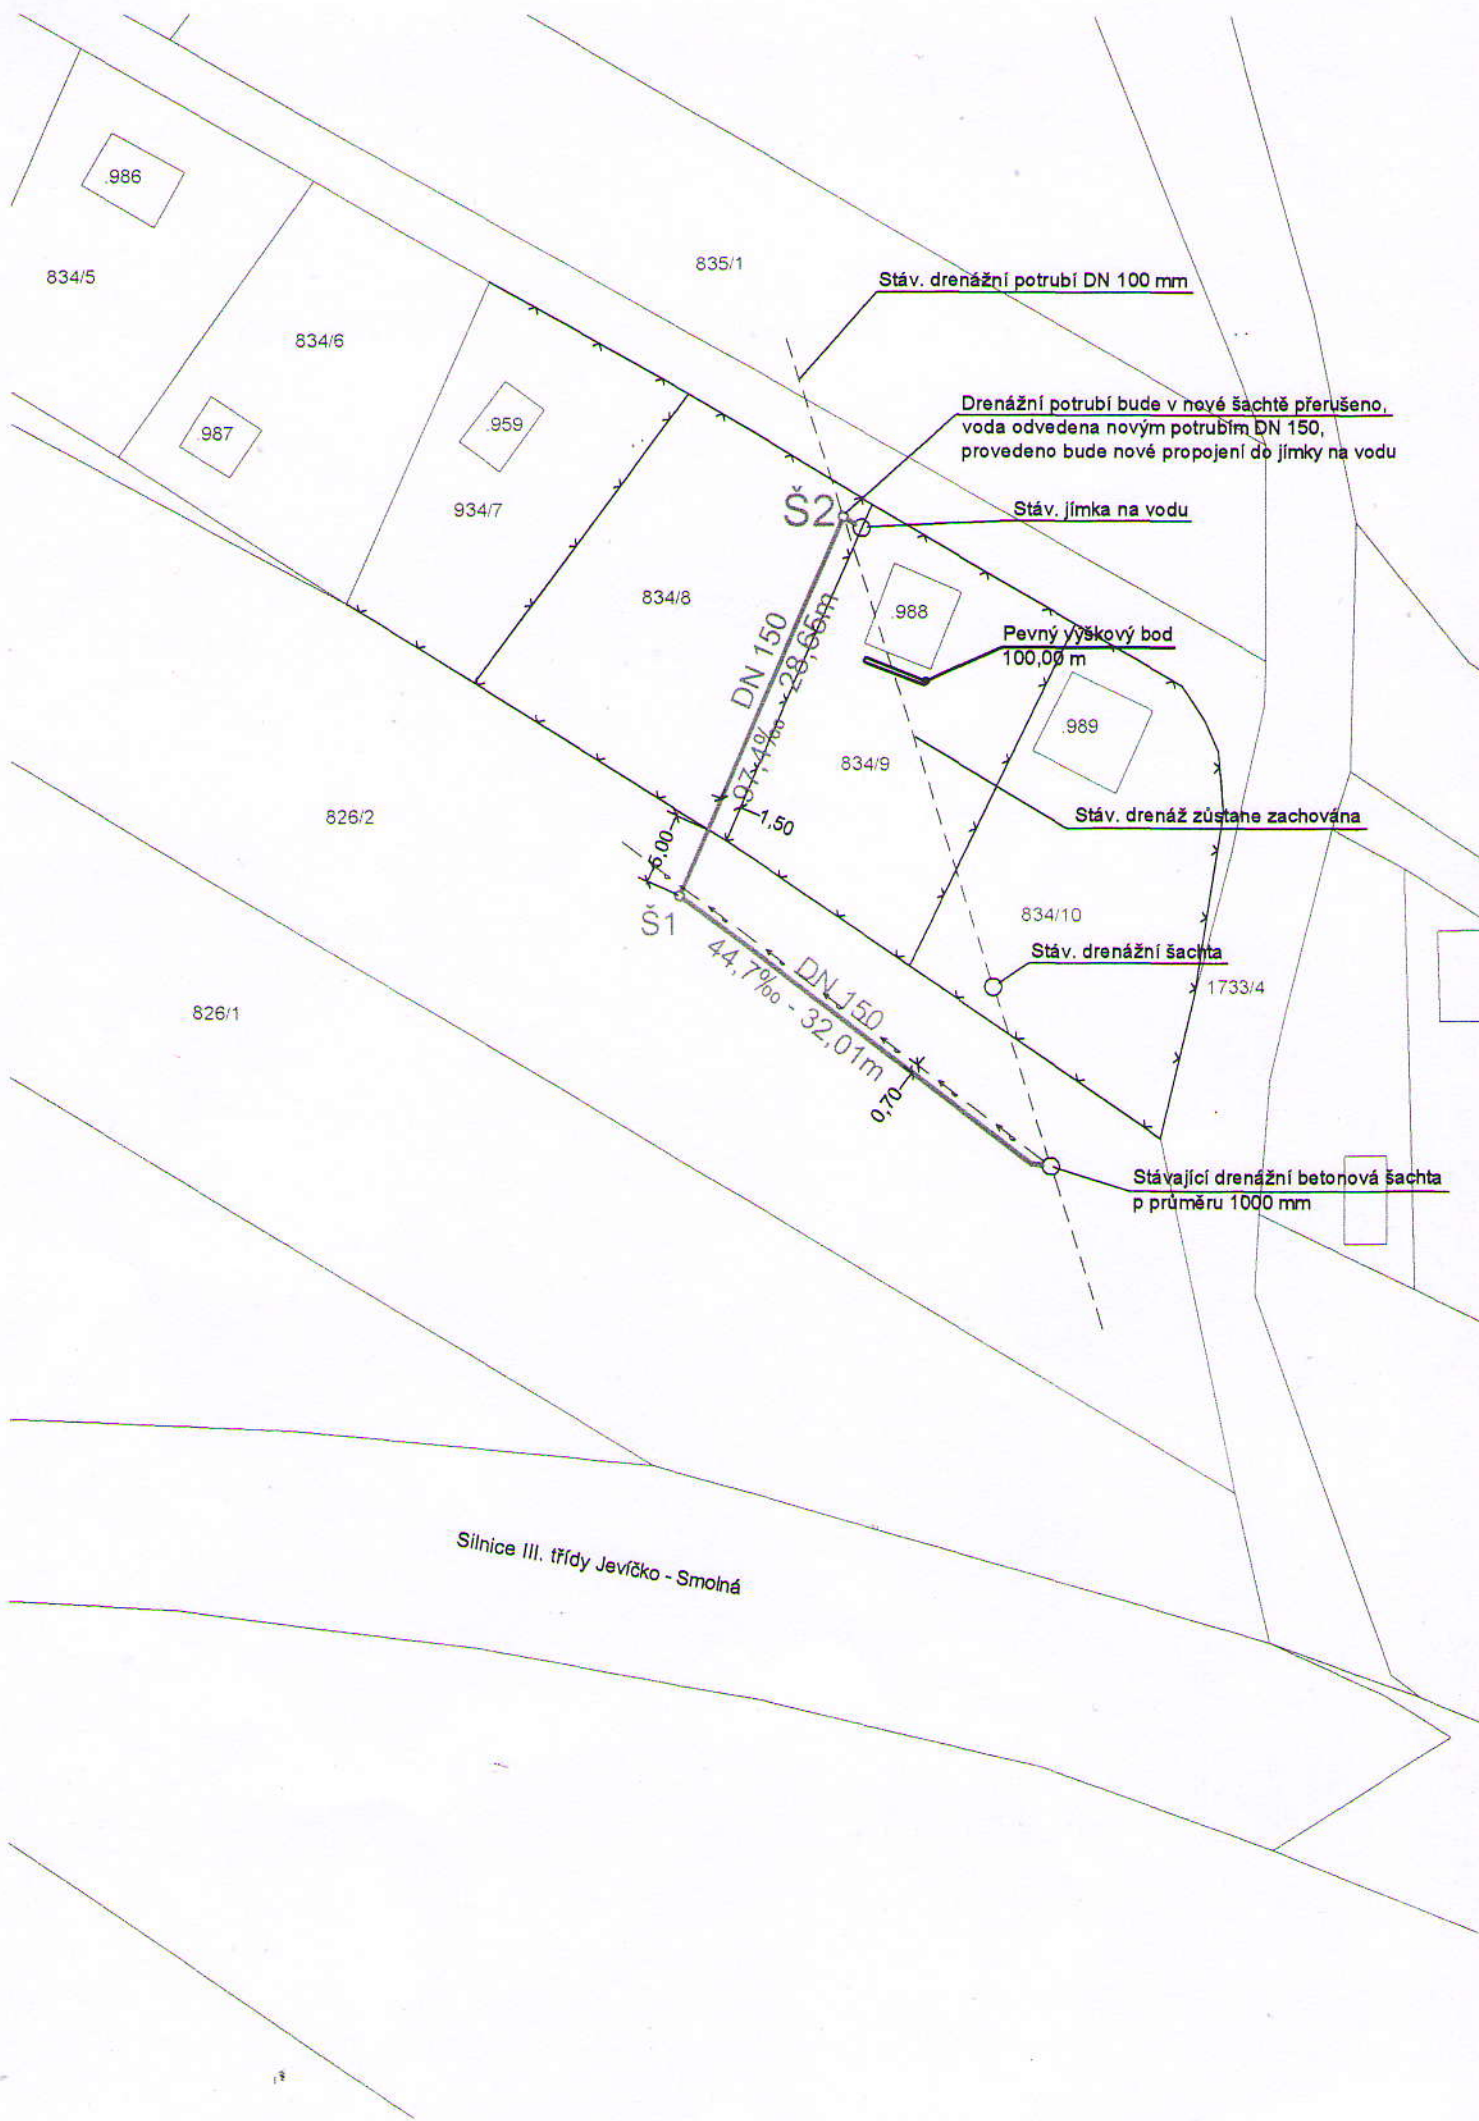 .986
834/5
835/1
Stáv. drenážní potrubí DN 100 mm
834/6
Drenážní potrubí bude v nové šachtě přerušeno,
voda odvedena novým potrubím DN 150,
provedeno bude nové propojení do jímky na vodu
.987
.959
934/7
Š2
Stáv. jímka na vodu
834/8
.988
Pevný výškový bod
100,00 m
DN 150
97,4‰ - 28,65m
.989
834/9
826/2
1,50
Stáv. drenáž zůstane zachována
5,00
Š1
834/10
Stáv. drenážní šachta
1733/4
826/1
DN 150
44,7‰ - 32,01m
0,70
Stávající drenážní betonová šachta
p průměru 1000 mm
Silnice III. třídy Jevíčko - Smolná